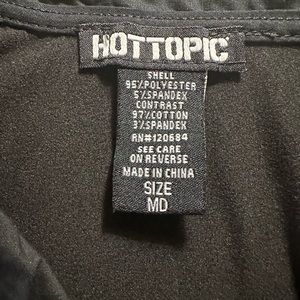 HOTTOPIC
SHELL
95%POLYESTER
5%SPANDEX
CONTRAST
97%COTTON
3%SPANDEX
RN#120684
SEE CARE
ON REVERSE
MADE IN CHINA
SIZE
MD